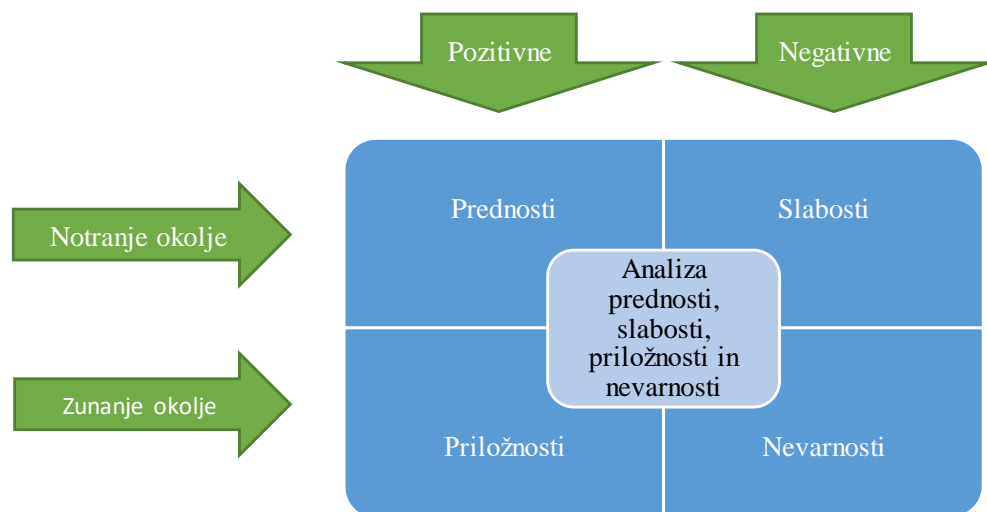 Pozitivne
Negativne
Notranje okolje
Prednosti
Slabosti
Analiza
prednosti,
slabosti,
priložnosti in
nevarnosti
Zunanje okolje
Priložnosti
Nevarnosti